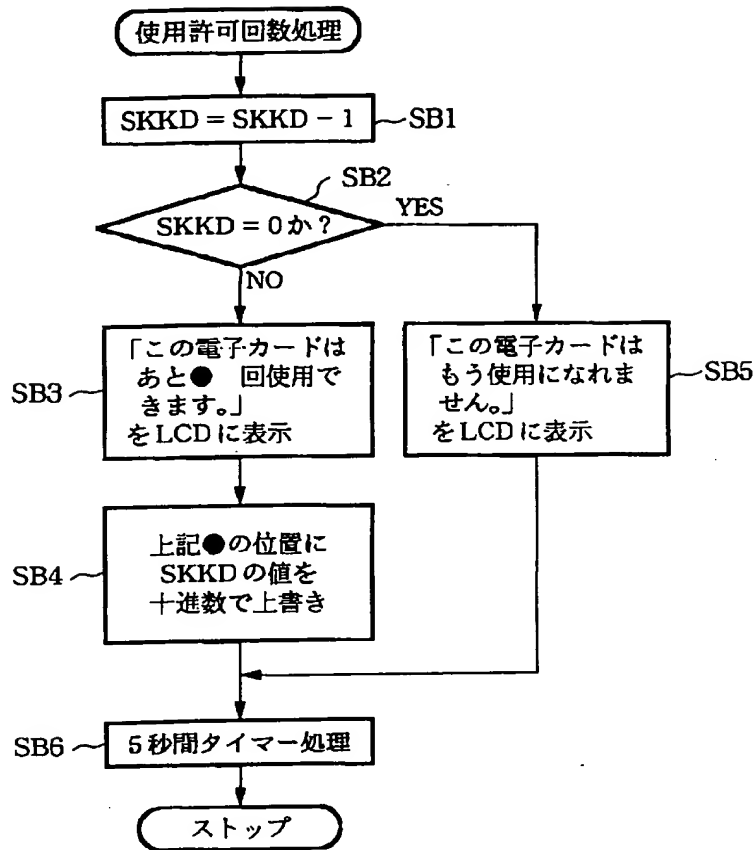 使用許可回数処理
SKKD = SKKD − 1
SB1
SB2
SKKD = 0か？
YES
NO
「この電子カードは
あと● 回使用で
きます。」
をLCDに表示
SB3
「この電子カードは
もう使用になれま
せん。」
をLCDに表示
SB5
上記●の位置に
SKKDの値を
十進数で上書き
SB4
SB6
5秒間タイマー処理
ストップ